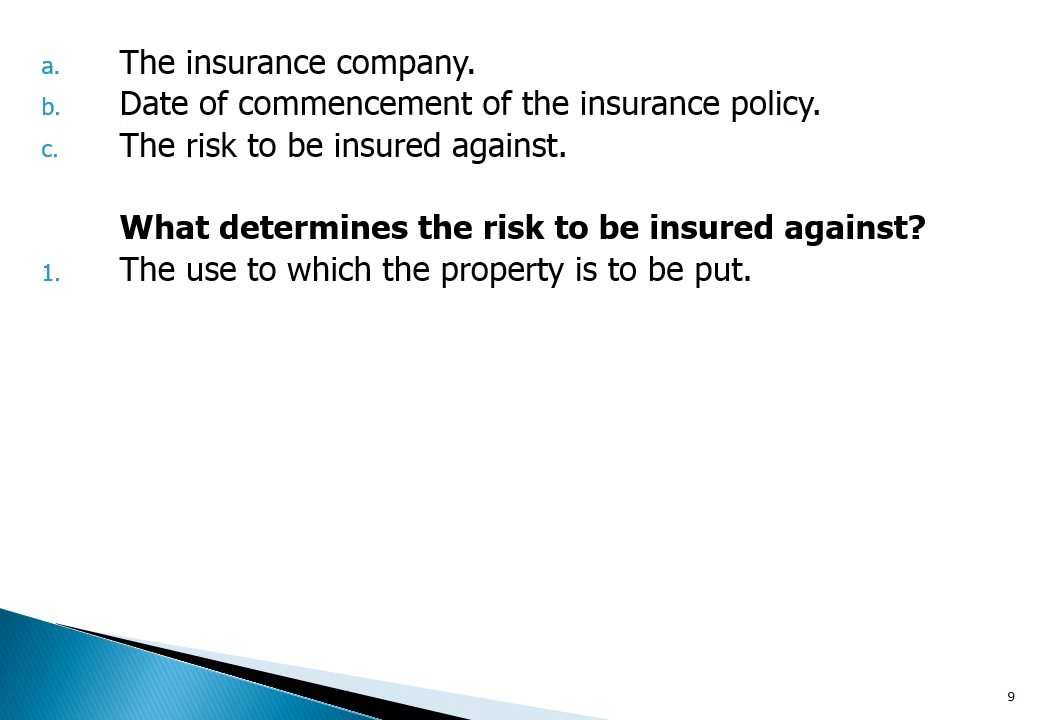 a. The insurance company.
b. Date of commencement of the insurance policy.
c. The risk to be insured against.
What determines the risk to be insured against?
1. The use to which the property is to be put.
9